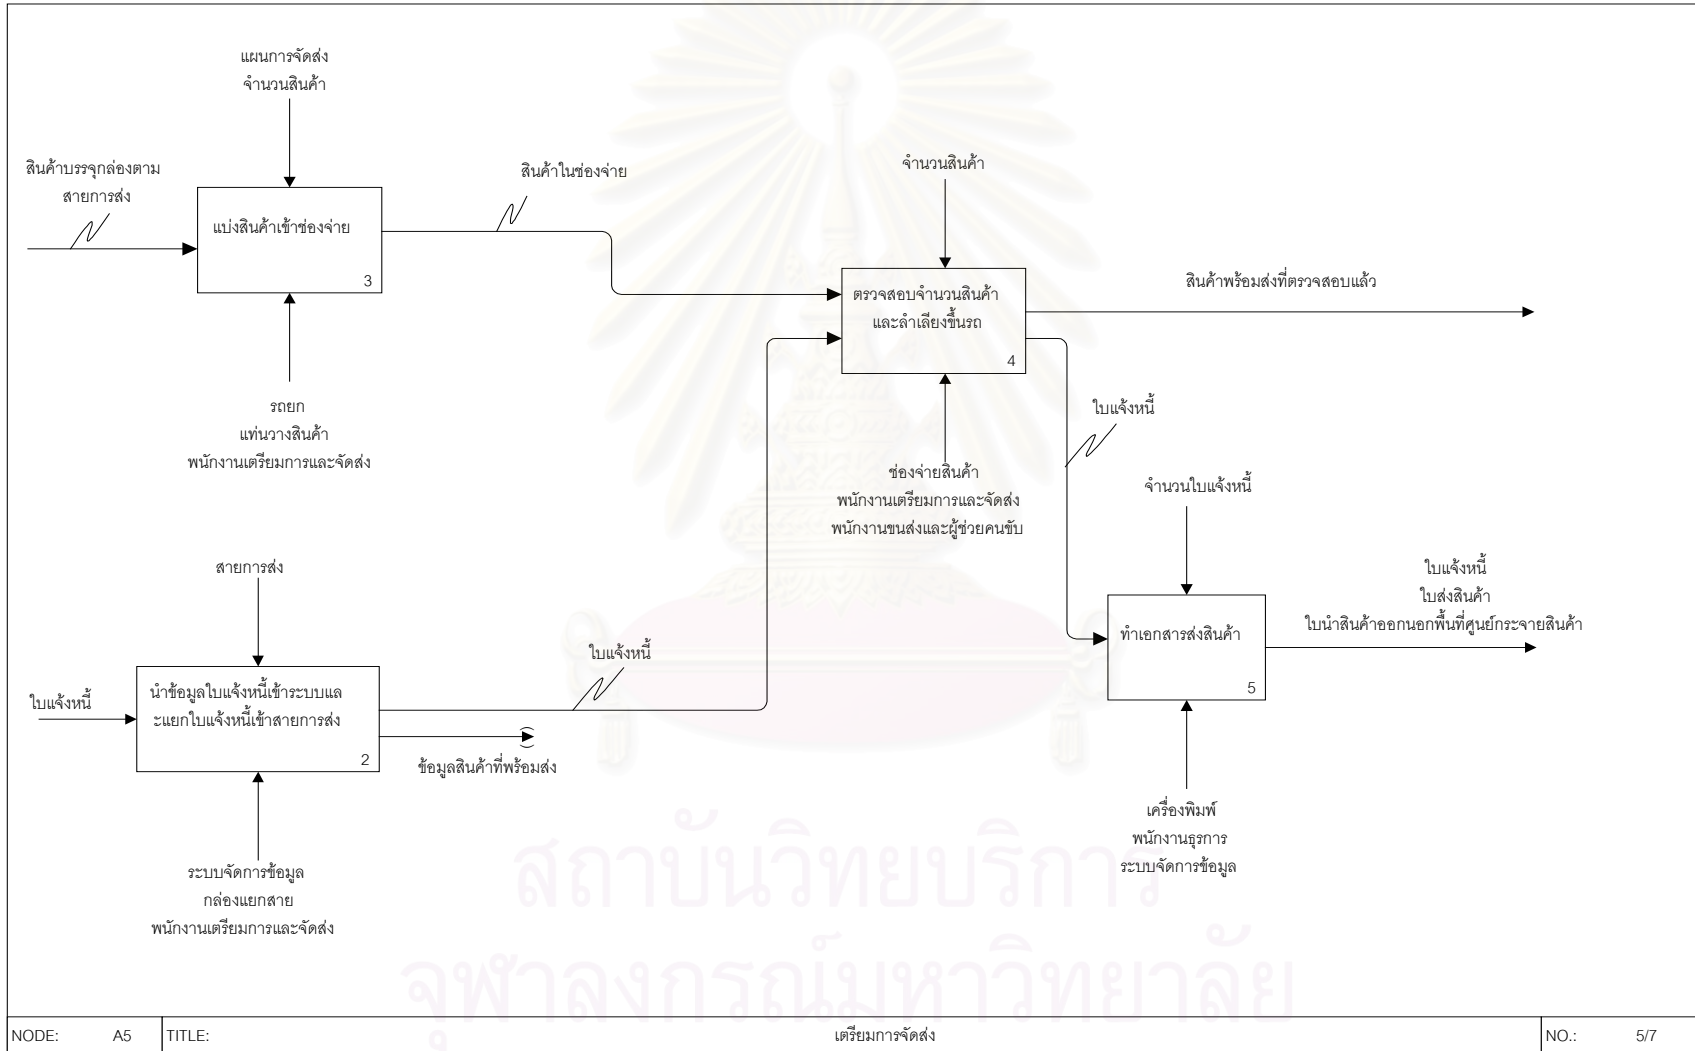 แผนการจัดส่ง
จำนวนสินค้า
สินค้าบรรจุกล่องตาม
สายการส่ง
แบ่งสินค้าเข้าช่องจ่าย
3
สินค้าในช่องจ่าย
รถยก
แท่นวางสินค้า
พนักงานเตรียมการและจัดส่ง
จำนวนสินค้า
ตรวจสอบจำนวนสินค้า
และลำเลียงขึ้นรถ
4
สินค้าพร้อมส่งที่ตรวจสอบแล้ว
ช่องจ่ายสินค้า
พนักงานเตรียมการและจัดส่ง
พนักงานขนส่งและผู้ช่วยคนขับ
ใบแจ้งหนี้
จำนวนใบแจ้งหนี้
สายการส่ง
ใบแจ้งหนี้
นำข้อมูลใบแจ้งหนี้เข้าระบบแล
ะแยกใบแจ้งหนี้เข้าสายการส่ง
2
ใบแจ้งหนี้
ข้อมูลสินค้าที่พร้อมส่ง
ระบบจัดการข้อมูล
กล่องแยกสาย
พนักงานเตรียมการและจัดส่ง
ทำเอกสารส่งสินค้า
5
ใบแจ้งหนี้
ใบส่งสินค้า
ใบนำสินค้าออกนอกพื้นที่ศูนย์กระจายสินค้า
เครื่องพิมพ์
พนักงานธุรการ
ระบบจัดการข้อมูล
สถาบันวิทยบริการ
จุฬาลงกรณ์มหาวิทยาลัย
NODE: A5 TITLE: เตรียมการจัดส่ง NO.: 5/7